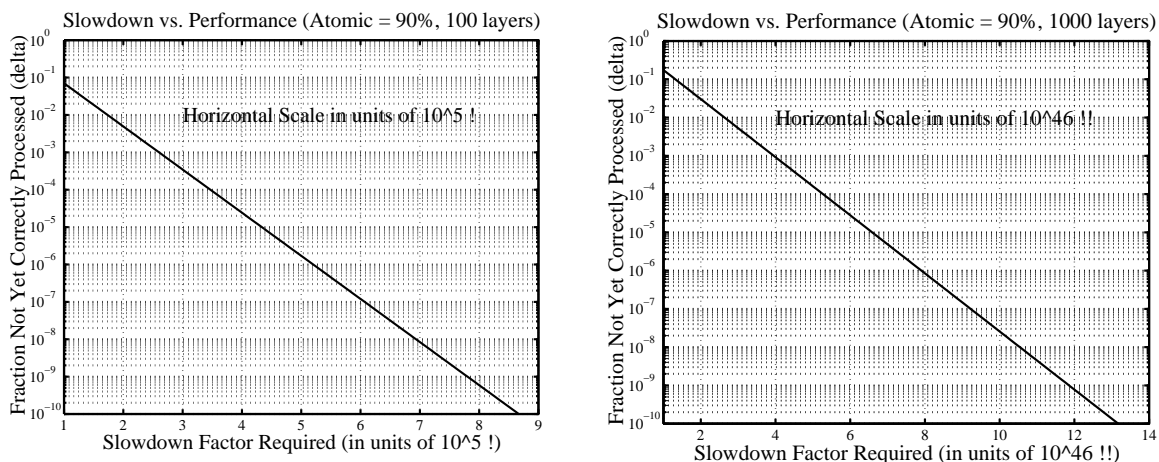 Slowdown vs. Performance (Atomic = 90%, 100 layers)
Fraction Not Yet Correctly Processed (delta)
10^0
10^-1
10^-2
10^-3
10^-4
10^-5
10^-6
10^-7
10^-8
10^-9
10^-10
Horizontal Scale in units of 10^5 !
1 2 3 4 5 6 7 8 9
Slowdown Factor Required (in units of 10^5 !)
Slowdown vs. Performance (Atomic = 90%, 1000 layers)
Fraction Not Yet Correctly Processed (delta)
10^0
10^-1
10^-2
10^-3
10^-4
10^-5
10^-6
10^-7
10^-8
10^-9
10^-10
Horizontal Scale in units of 10^46 !!
2 4 6 8 10 12 14
Slowdown Factor Required (in units of 10^46 !!)